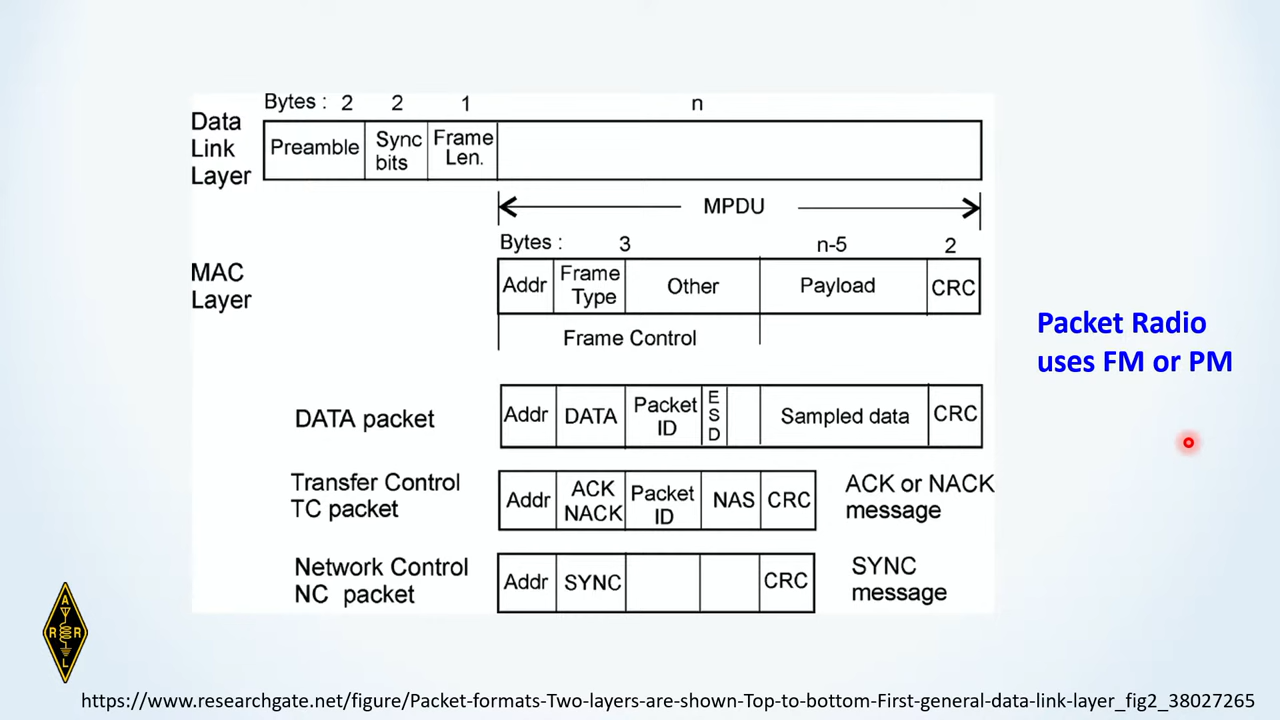 Bytes : 2 2 1 n
Data
Link
Layer
Preamble
Sync
bits
Frame
Len.
MPDU
Bytes : 3 n-5 2
MAC
Layer
Addr
Frame
Type
Other
Payload
CRC
Frame Control
Packet Radio
uses FM or PM
DATA packet
Addr
DATA
Packet
ID
E
S
D
Sampled data
CRC
Transfer Control
TC packet
Addr
ACK
NACK
Packet
ID
NAS
CRC
ACK or NACK
message
Network Control
NC packet
Addr
SYNC
CRC
SYNC
message
A
R R
L
https://www.researchgate.net/figure/Packet-formats-Two-layers-are-shown-Top-to-bottom-First-general-data-link-layer_fig2_38027265